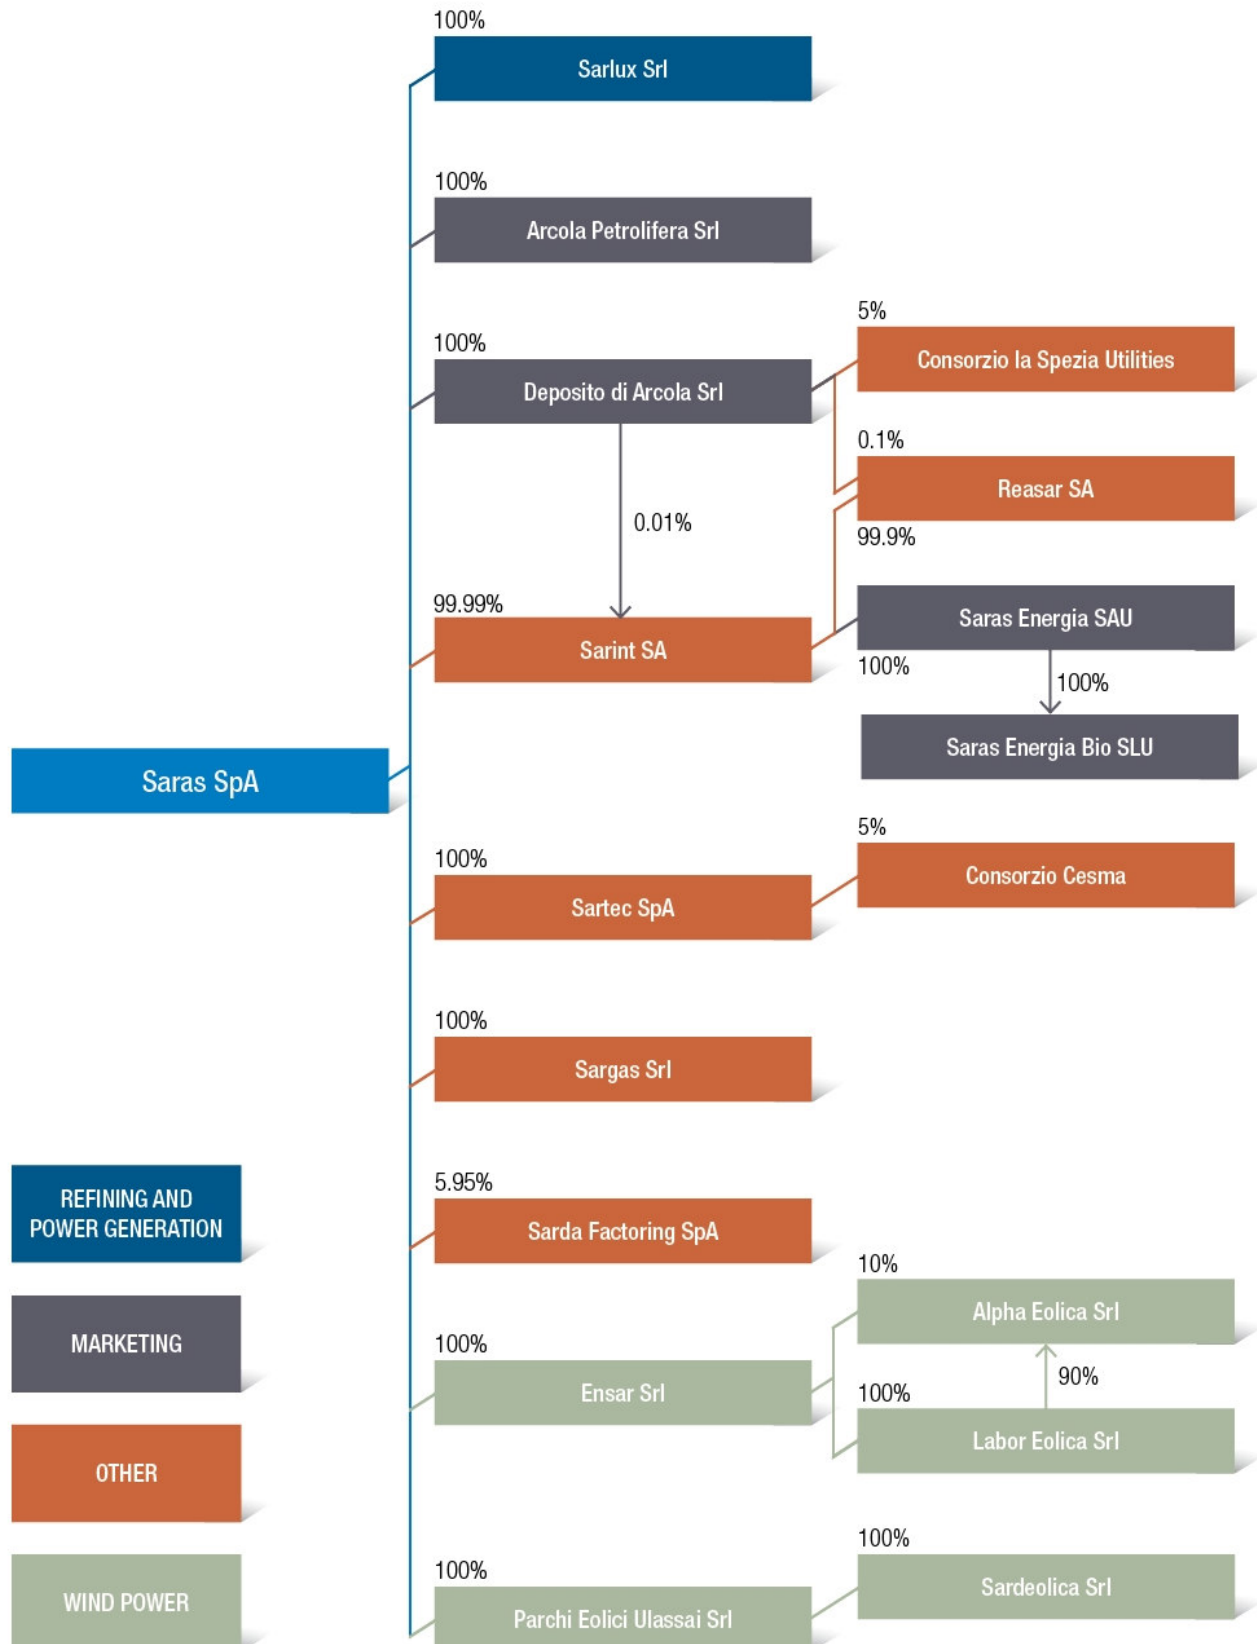 100%
Sarlux Srl
100%
Arcola Petrolifera Srl
5%
100%
Consorzio la Spezia Utilities
Deposito di Arcola Srl
0.1%
Reasar SA
0.01%
99.9%
99.99%
Saras Energia SAU
Sarint SA
100%
100%
Saras Energia Bio SLU
Saras SpA
5%
100%
Consorzio Cesma
Sartec SpA
100%
Sargas Srl
5.95%
REFINING AND
POWER GENERATION
Sarda Factoring SpA
10%
Alpha Eolica Srl
MARKETING
100%
90%
Ensar Srl
100%
Labor Eolica Srl
OTHER
100%
100%
Sardeolica Srl
WIND POWER
Parchi Eolici Ulassai Srl